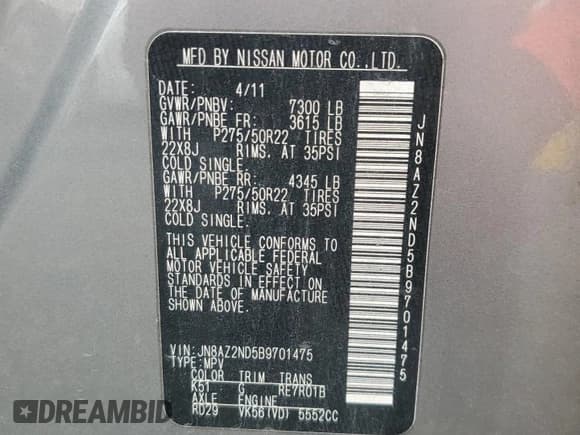 MFD BY NISSAN MOTOR CO.,LTD.
DATE: 4/11
GVWR/PNBV: 7300 LB
GAWR/PNBE FR: 3615 LB
WITH P275/50R22 TIRES
22X8J RIMS. AT 35PSI
COLD SINGLE.
GAWR/PNBE RR: 4345 LB
WITH P275/50R22 TIRES
22X8J RIMS. AT 35PSI
COLD SINGLE.
THIS VEHICLE CONFORMS TO
ALL APPLICABLE FEDERAL
MOTOR VEHICLE SAFETY
STANDARDS IN EFFECT ON
THE DATE OF MANUFACTURE
SHOWN ABOVE.
VIN: JN8AZ2ND5B9701475
TYPE: MPV
COLOR TRIM TRANS
K51 G RE7R01B
AXLE ENGINE
RD29 VK56(VD) 5552CC
JN8AZ2ND5B9701475
DREAMBID